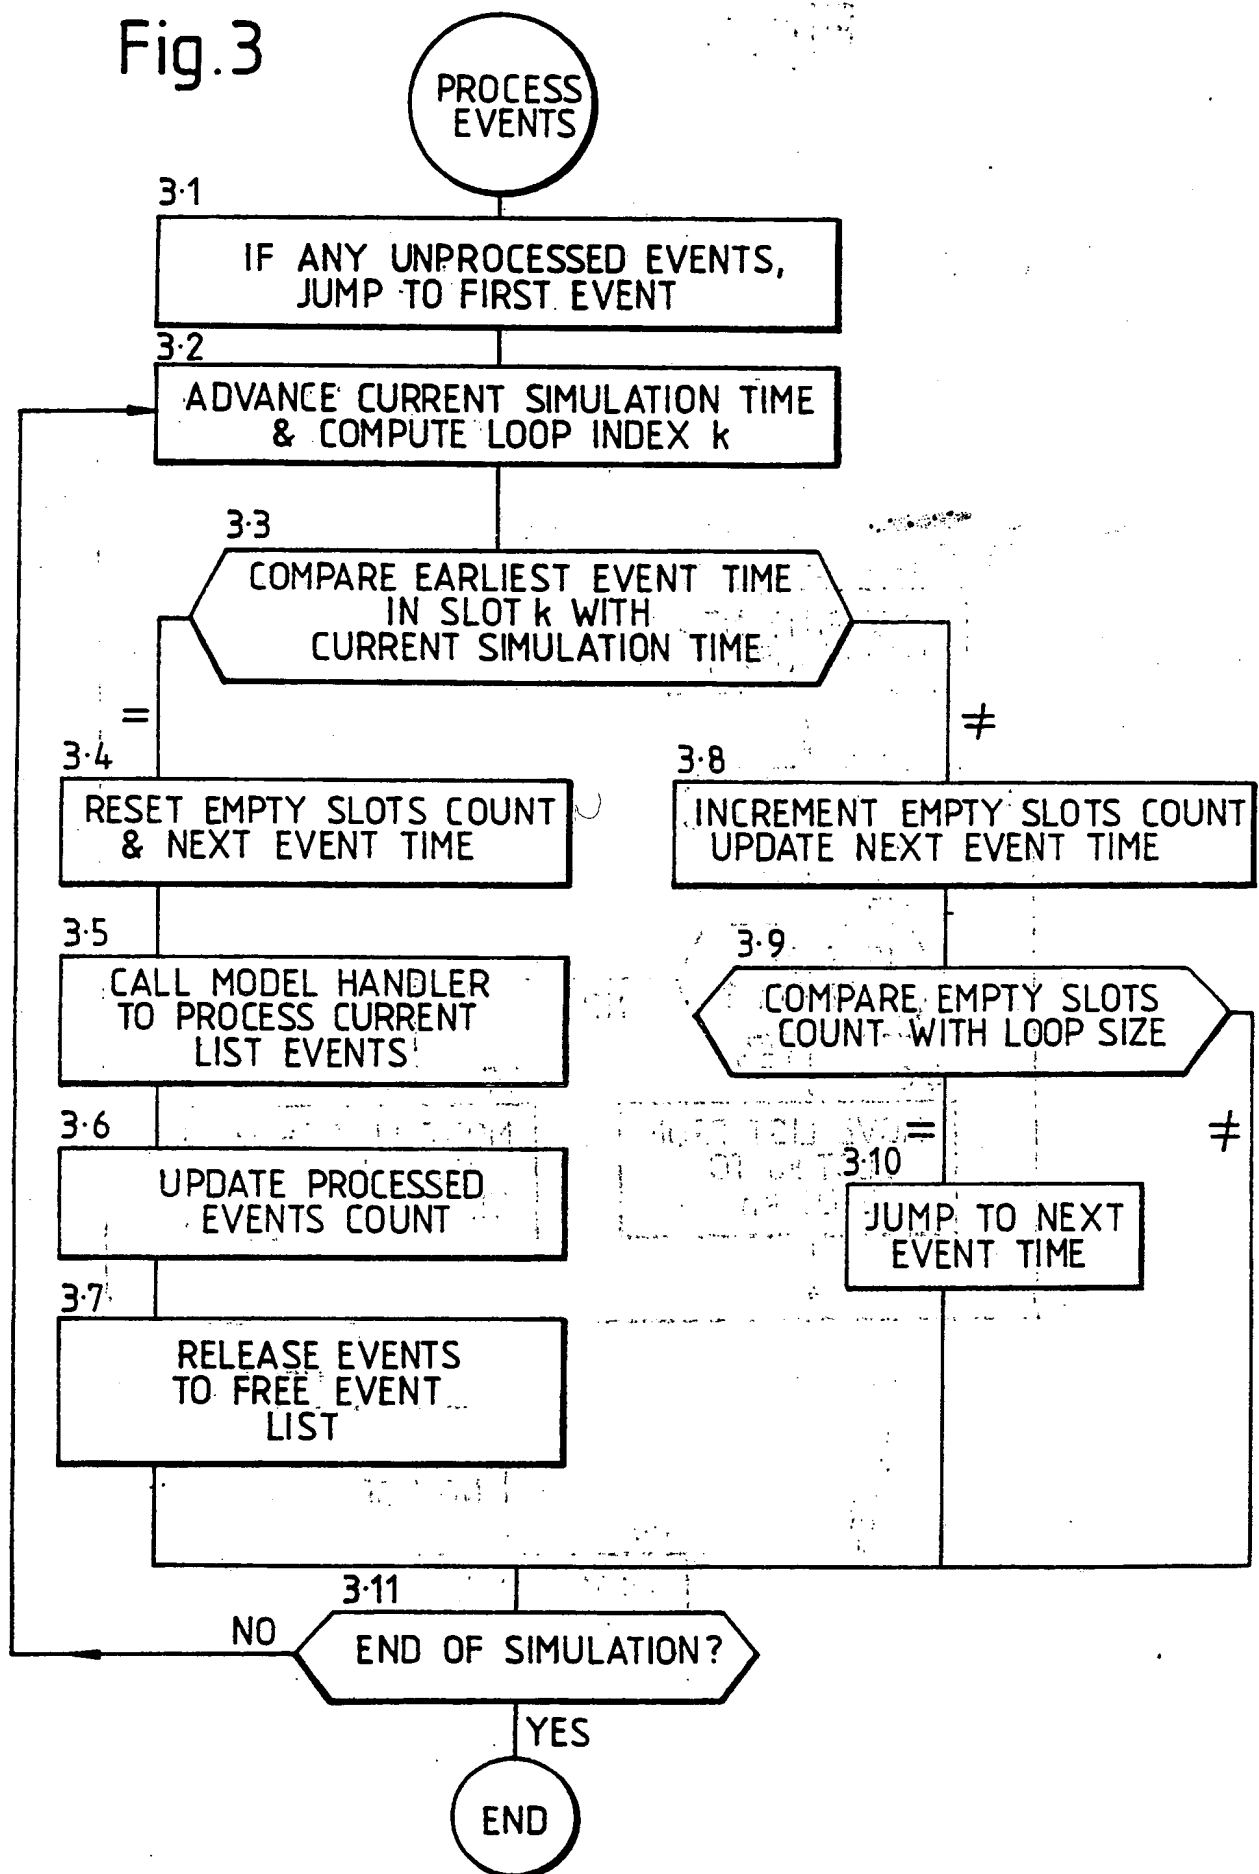 Fig.3
PROCESS
EVENTS
3·1
IF ANY UNPROCESSED EVENTS,
JUMP TO FIRST EVENT
3·2
ADVANCE CURRENT SIMULATION TIME
& COMPUTE LOOP INDEX k
3·3
COMPARE EARLIEST EVENT TIME
IN SLOT k WITH
CURRENT SIMULATION TIME
=
≠
3·4
RESET EMPTY SLOTS COUNT
& NEXT EVENT TIME
3·8
INCREMENT EMPTY SLOTS COUNT
UPDATE NEXT EVENT TIME
3·5
CALL MODEL HANDLER
TO PROCESS CURRENT
LIST EVENTS
3·9
COMPARE EMPTY SLOTS
COUNT WITH LOOP SIZE
=
≠
3·6
UPDATE PROCESSED
EVENTS COUNT
3·10
JUMP TO NEXT
EVENT TIME
3·7
RELEASE EVENTS
TO FREE EVENT
LIST
3·11
NO
END OF SIMULATION?
YES
END